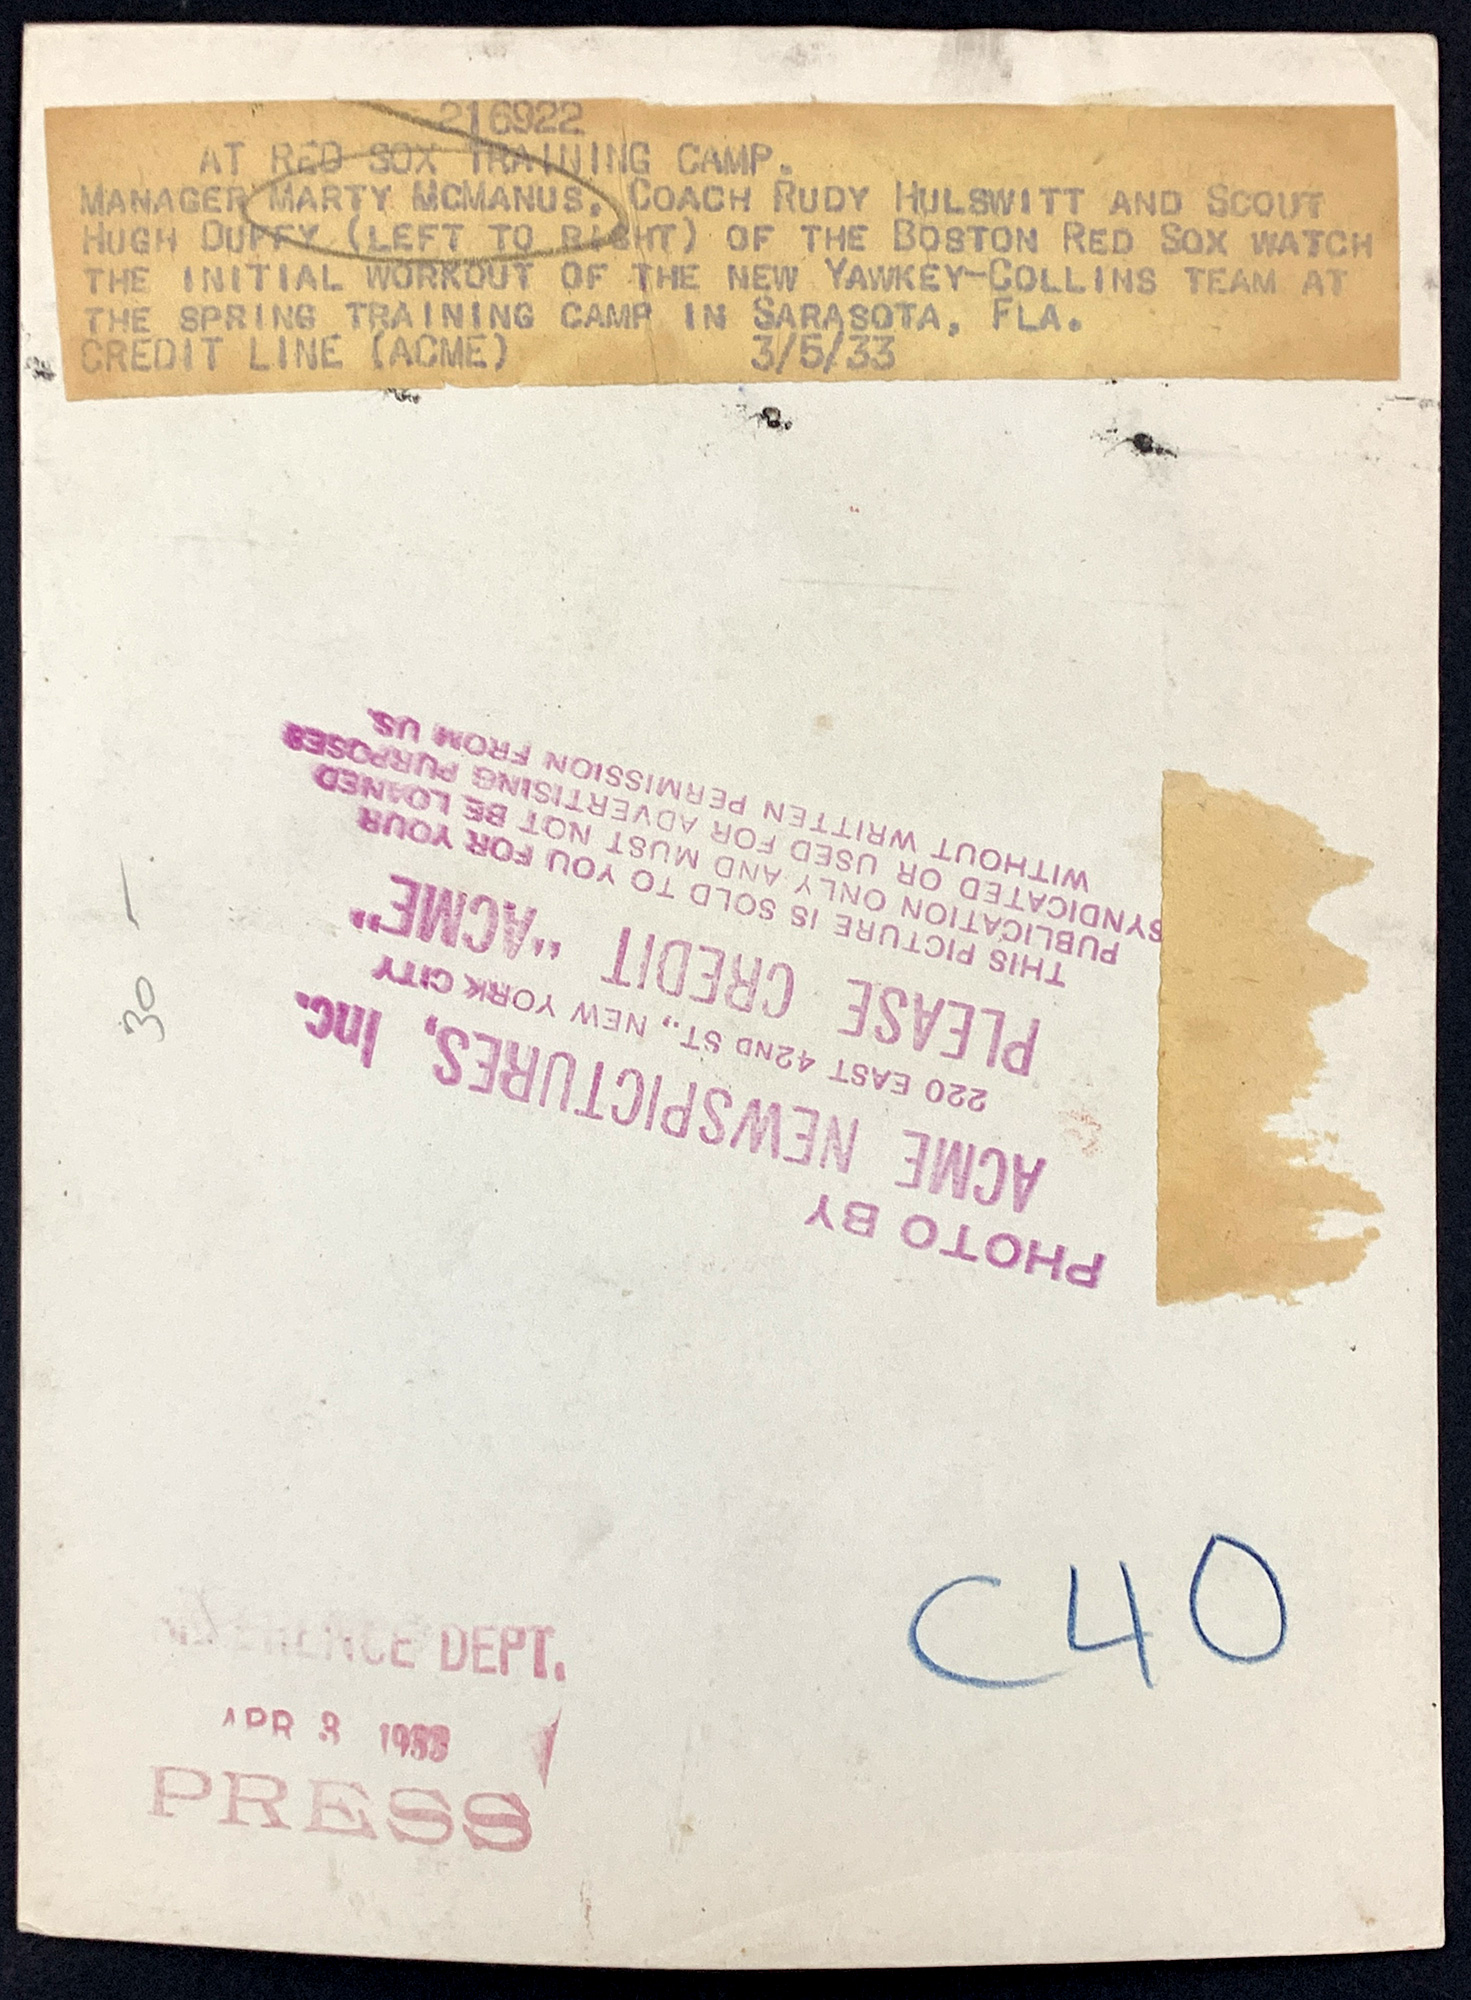 216922
AT RED SOX TRAINING CAMP.
MANAGER MARTY MCMANUS, COACH RUDY HULSWITT AND SCOUT
HUGH DUFFY (LEFT TO RIGHT) OF THE BOSTON RED SOX WATCH
THE INITIAL WORKOUT OF THE NEW YAWKEY-COLLINS TEAM AT
THE SPRING TRAINING CAMP IN SARASOTA, FLA.
CREDIT LINE (ACME) 3/5/33
PHOTO BY
ACME NEWSPICTURES, Inc.
220 EAST 42ND ST., NEW YORK CITY
PLEASE CREDIT "ACME"
THIS PICTURE IS SOLD TO YOU FOR YOUR
PUBLICATION ONLY AND MUST NOT BE LOANED
SYNDICATED OR USED FOR ADVERTISING PURPOSES
WITHOUT WRITTEN PERMISSION FROM US.
30 -
C40
DEPT.
APR 3 1933
PRESS